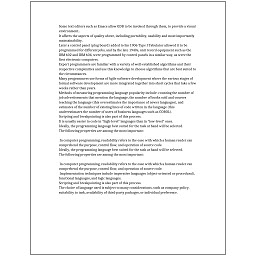 Some text editors such as Emacs allow GDB to be invoked through them, to provide a visual
environment.
It affects the aspects of quality above, including portability, usability and most importantly
maintainability.
Later a control panel (plug board) added to his 1906 Type I Tabulator allowed it to be
programmed for different jobs, and by the late 1940s, unit record equipment such as the
IBM 602 and IBM 604, were programmed by control panels in a similar way, as were the
first electronic computers.
Expert programmers are familiar with a variety of well-established algorithms and their
respective complexities and use this knowledge to choose algorithms that are best suited to
the circumstances.
Many programmers use forms of Agile software development where the various stages of
formal software development are more integrated together into short cycles that take a few
weeks rather than years.
Methods of measuring programming language popularity include: counting the number of
job advertisements that mention the language, the number of books sold and courses
teaching the language (this overestimates the importance of newer languages), and
estimates of the number of existing lines of code written in the language (this
underestimates the number of users of business languages such as COBOL).
Scripting and breakpointing is also part of this process.
It is usually easier to code in "high-level" languages than in "low-level" ones.
Ideally, the programming language best suited for the task at hand will be selected.
The following properties are among the most important:

In computer programming, readability refers to the ease with which a human reader can
comprehend the purpose, control flow, and operation of source code.
Ideally, the programming language best suited for the task at hand will be selected.
The following properties are among the most important:

In computer programming, readability refers to the ease with which a human reader can
comprehend the purpose, control flow, and operation of source code.
Implementation techniques include imperative languages (object-oriented or procedural),
functional languages, and logic languages.
Scripting and breakpointing is also part of this process.
The choice of language used is subject to many considerations, such as company policy,
suitability to task, availability of third-party packages, or individual preference.